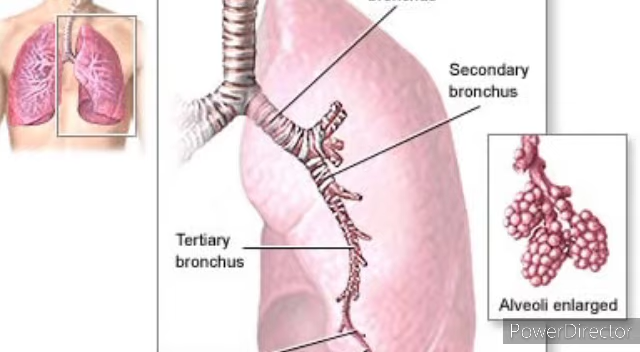 Secondary
bronchus
Tertiary
bronchus
Alveoli enlarged
PowerDirector